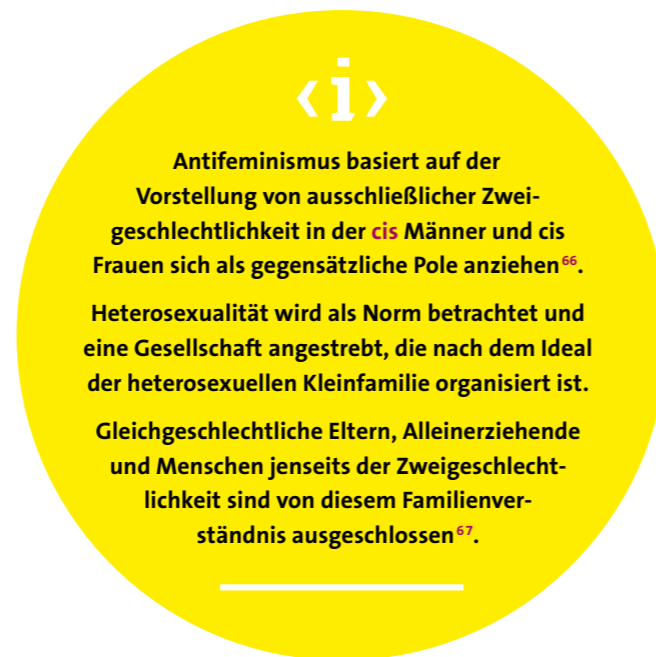 ‹i›
Antifeminismus basiert auf der
Vorstellung von ausschließlicher Zwei-
geschlechtlichkeit in der cis Männer und cis
Frauen sich als gegensätzliche Pole anziehen⁶⁶.
Heterosexualität wird als Norm betrachtet und
eine Gesellschaft angestrebt, die nach dem Ideal
der heterosexuellen Kleinfamilie organisiert ist.
Gleichgeschlechtliche Eltern, Alleinerziehende
und Menschen jenseits der Zweigeschlecht-
lichkeit sind von diesem Familienver-
ständnis ausgeschlossen⁶⁷.